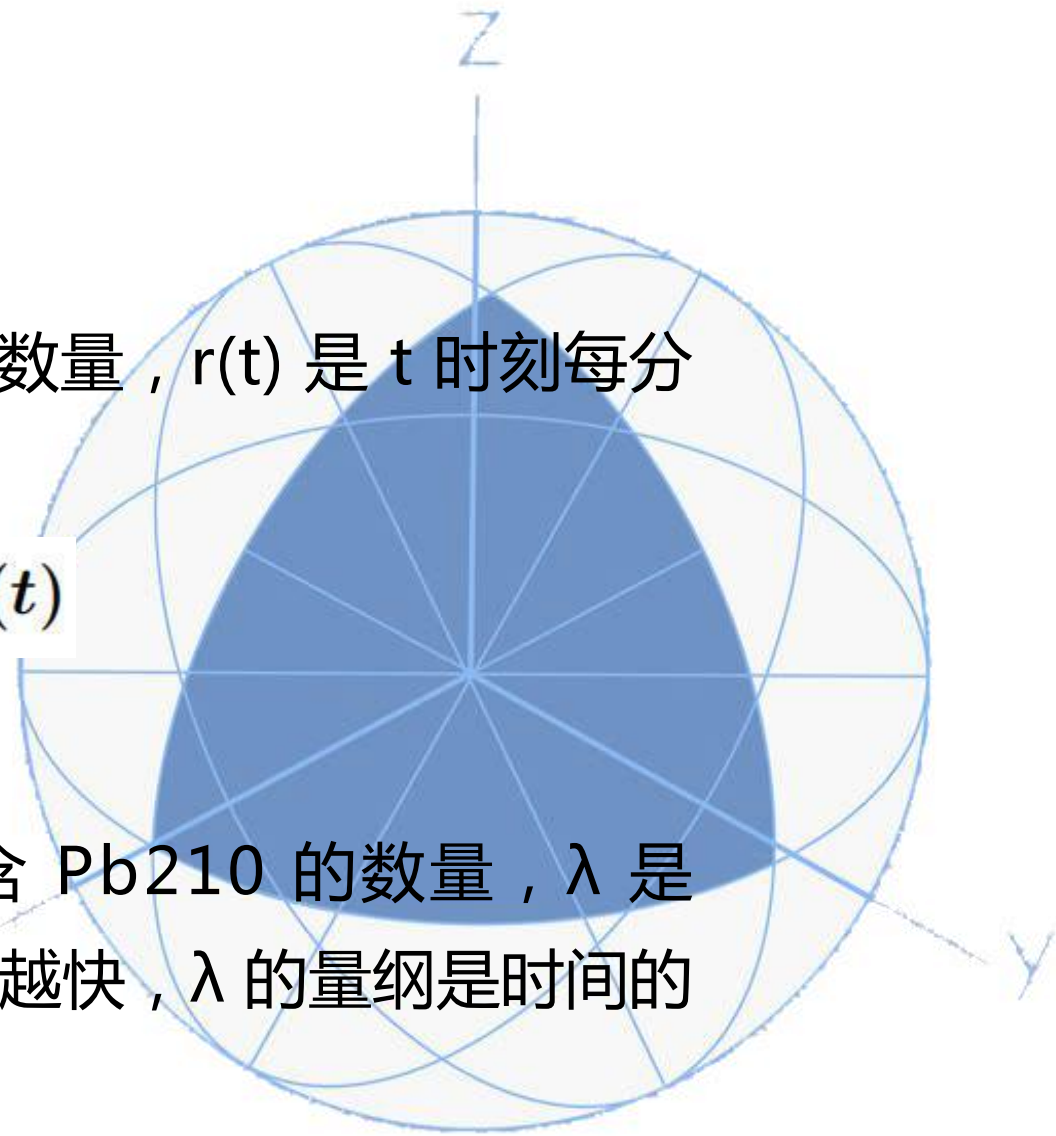 Z
数量，r(t) 是 t 时刻每分
(t)
含 Pb210 的数量，λ 是
Y
越快，λ 的量纲是时间的